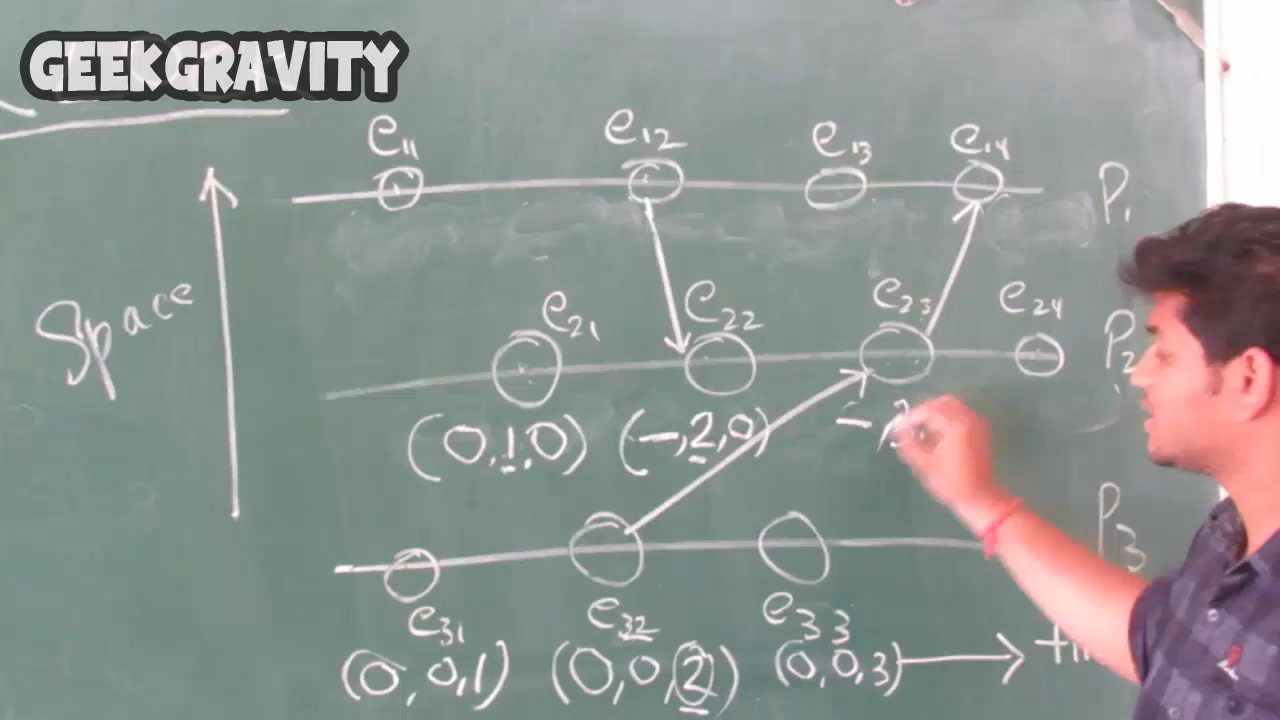 GEEKGRAVITY
e11 e12 e13 e14
P1
Space
e21 e22 e23 e24
P2
(0,1,0) (-,2,0) -,3
P3
e31 e32 e33
(0,0,1) (0,0,2) (0,0,3)